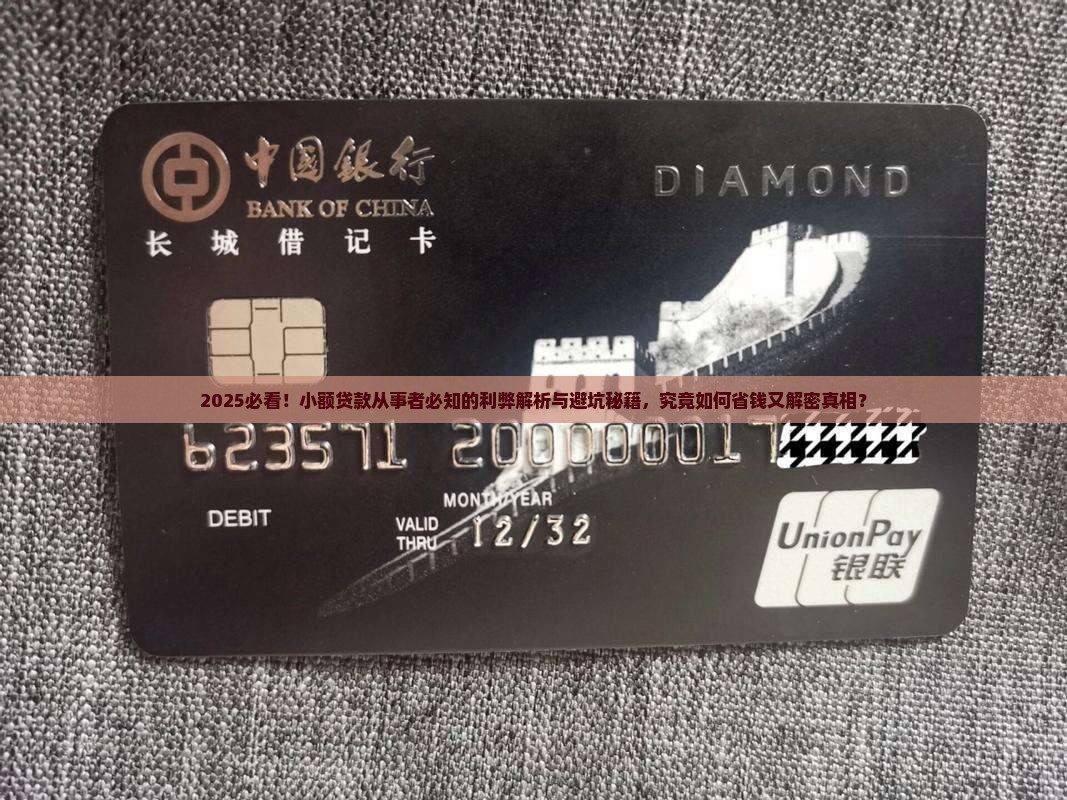 中国銀行
BANK OF CHINA
长城借记卡
DIAMOND
2025必看！小额贷款从事者必知的利弊解析与避坑秘籍，究竟如何省钱又解密真相？
623571 200000017
MONTH/YEAR
DEBIT
VALID THRU 12/32
UnionPay
银联